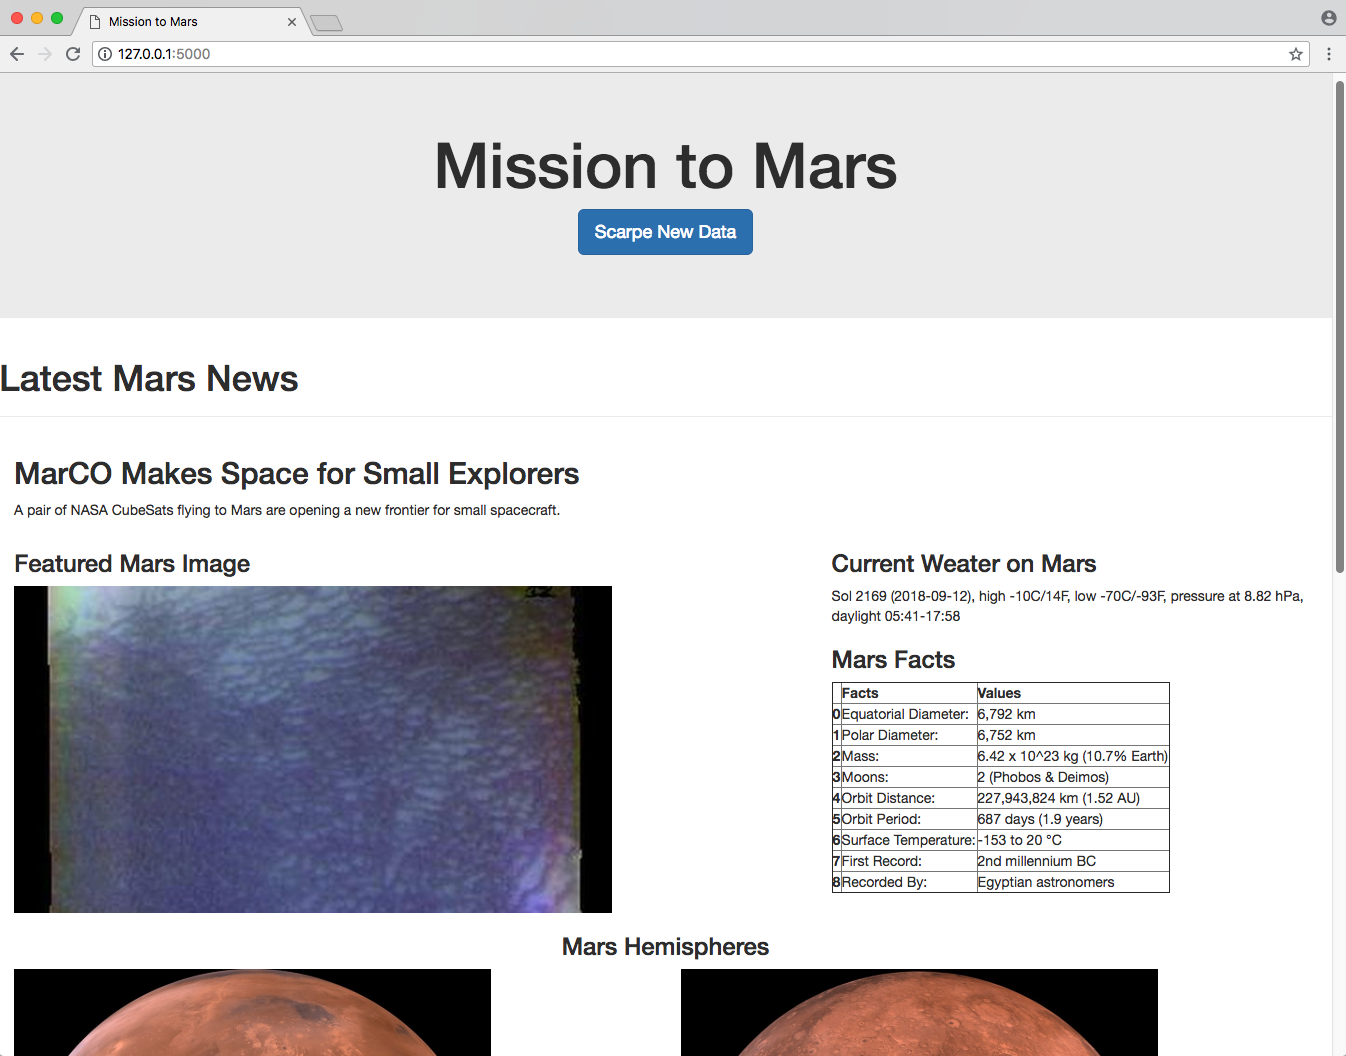 Mission to Mars
127.0.0.1:5000
Mission to Mars
Scarpe New Data
Latest Mars News
MarCO Makes Space for Small Explorers
A pair of NASA CubeSats flying to Mars are opening a new frontier for small spacecraft.
Featured Mars Image
Current Weater on Mars
Sol 2169 (2018-09-12), high -10C/14F, low -70C/-93F, pressure at 8.82 hPa,
daylight 05:41-17:58
Mars Facts
Facts Values
0 Equatorial Diameter: 6,792 km
1 Polar Diameter: 6,752 km
2 Mass: 6.42 x 10^23 kg (10.7% Earth)
3 Moons: 2 (Phobos & Deimos)
4 Orbit Distance: 227,943,824 km (1.52 AU)
5 Orbit Period: 687 days (1.9 years)
6 Surface Temperature: -153 to 20 °C
7 First Record: 2nd millennium BC
8 Recorded By: Egyptian astronomers
Mars Hemispheres